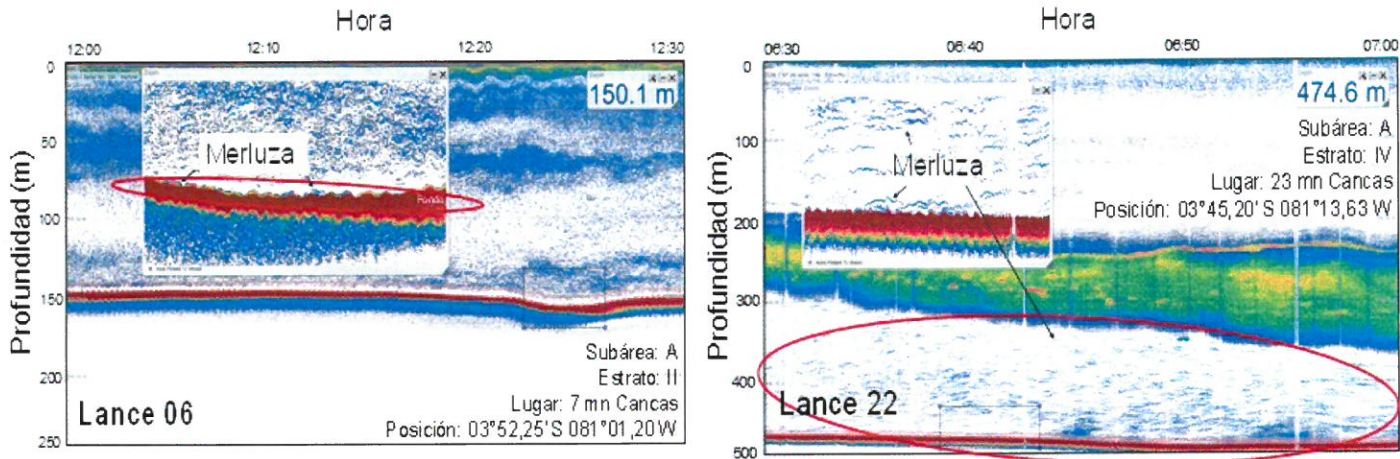 Hora
12:00 12:10 12:20 12:30
Profundidad (m)
0
50
100
150
200
250
150.1 m
Merluza
Fondo
Subárea: A
Estrato: II
Lugar: 7 mn Cancas
Posición: 03°52,25'S 081°01,20 W
Lance 06
Hora
06:30 06:40 06:50 07:00
Profundidad (m)
0
100
200
300
400
500
474.6 m
Subárea: A
Estrato: IV
Lugar: 23 mn Cancas
Posición: 03°45,20'S 081°13,63 W
Merluza
Lance 22